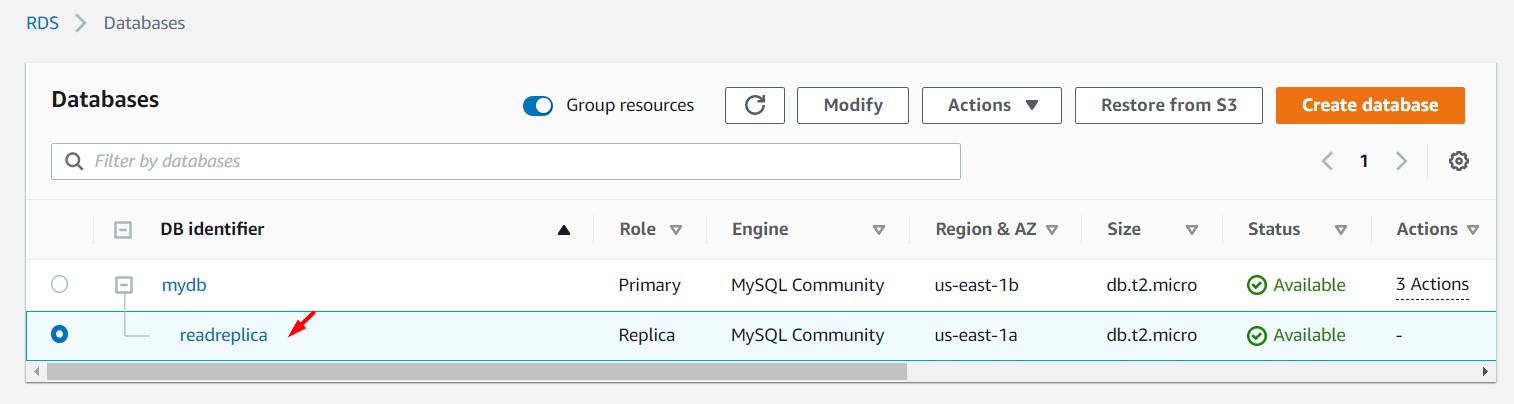 RDS > Databases
Databases Group resources Modify Actions Restore from S3 Create database
Filter by databases 1
DB identifier Role Engine Region & AZ Size Status Actions
mydb Primary MySQL Community us-east-1b db.t2.micro Available 3 Actions
readreplica Replica MySQL Community us-east-1a db.t2.micro Available -